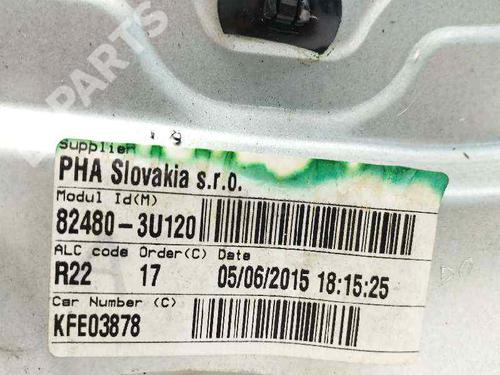 PARTS
Supplier
PHA Slovakia s.r.o.
Modul Id(M)
82480-3U120
ALC code Order(C) Date
R22 17 05/06/2015 18:15:25
Car Number (C)
KFE03878